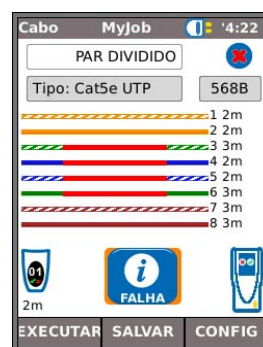 Cabo MyJob '4:22
PAR DIVIDIDO
Tipo: Cat5e UTP 568B
1 2m
2 2m
3 3m
4 2m
5 2m
6 3m
7 3m
8 3m
01
2m
i
FALHA
EXECUTAR SALVAR CONFIG